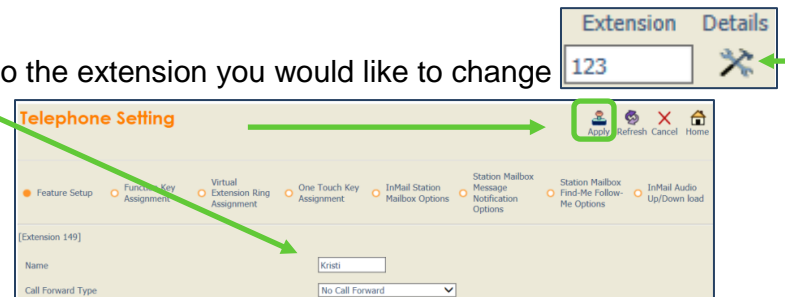 Extension Details
o the extension you would like to change 123
Telephone Setting
Apply Refresh Cancel Home
Feature Setup
Function Key Assignment
Virtual Extension Ring Assignment
One Touch Key Assignment
InMail Station Mailbox Options
Station Mailbox Message Notification Options
Station Mailbox Find-Me Follow-Me Options
InMail Audio Up/Down load
[Extension 149]
Name Kristi
Call Forward Type No Call Forward